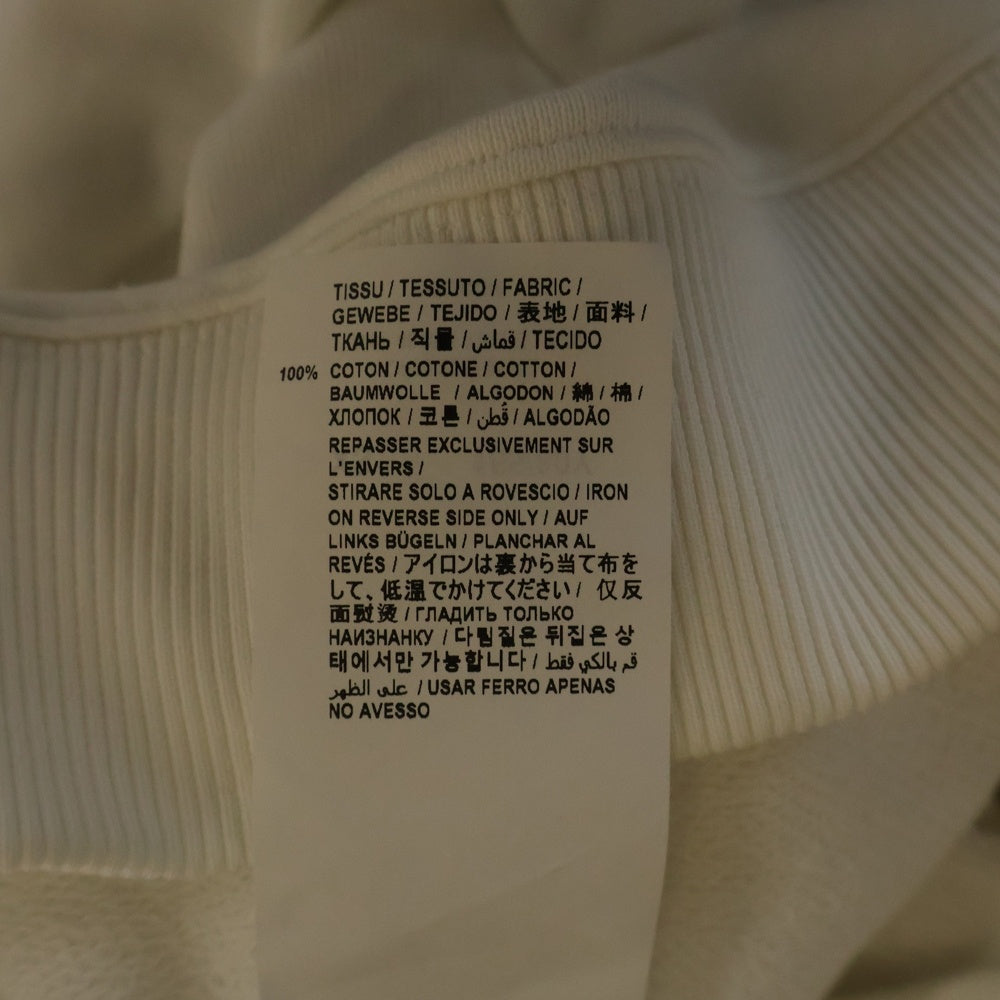 TISSU / TESSUTO / FABRIC /
GEWEBE / TEJIDO / 表地 / 面料 /
ТКАНЬ / 직물 / قماش / TECIDO
100% COTON / COTONE / COTTON /
BAUMWOLLE / ALGODON / 綿 / 棉 /
ХЛОПОК / 코튼 / قُطن / ALGODÃO
REPASSER EXCLUSIVEMENT SUR
L'ENVERS /
STIRARE SOLO A ROVESCIO / IRON
ON REVERSE SIDE ONLY / AUF
LINKS BÜGELN / PLANCHAR AL
REVÉS / アイロンは裏から当て布を
して、低温でかけてください / 仅反
面熨烫 / ГЛАДИТЬ ТОЛЬКО
НАИЗНАНКУ / 다림질은 뒤집은 상
태에서만 가능합니다 / قم بالكي فقط
على الظهر / USAR FERRO APENAS
NO AVESSO